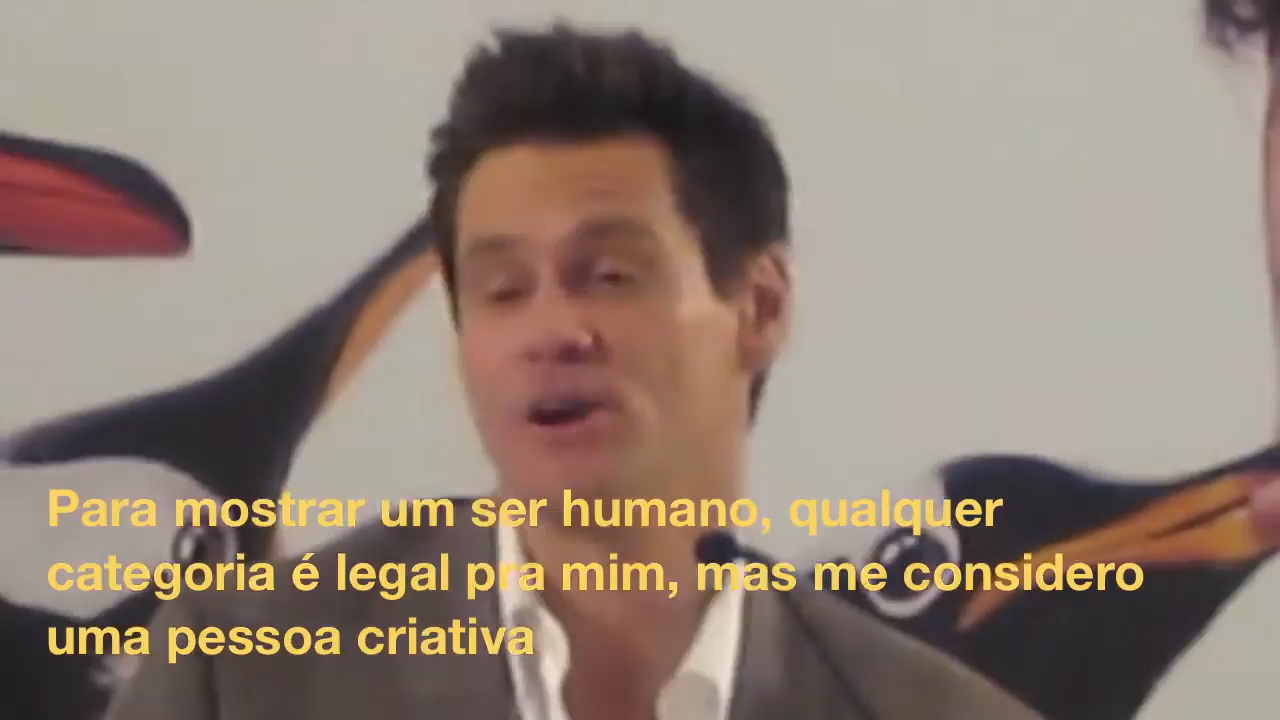 Para mostrar um ser humano, qualquer
categoria é legal pra mim, mas me considero
uma pessoa criativa